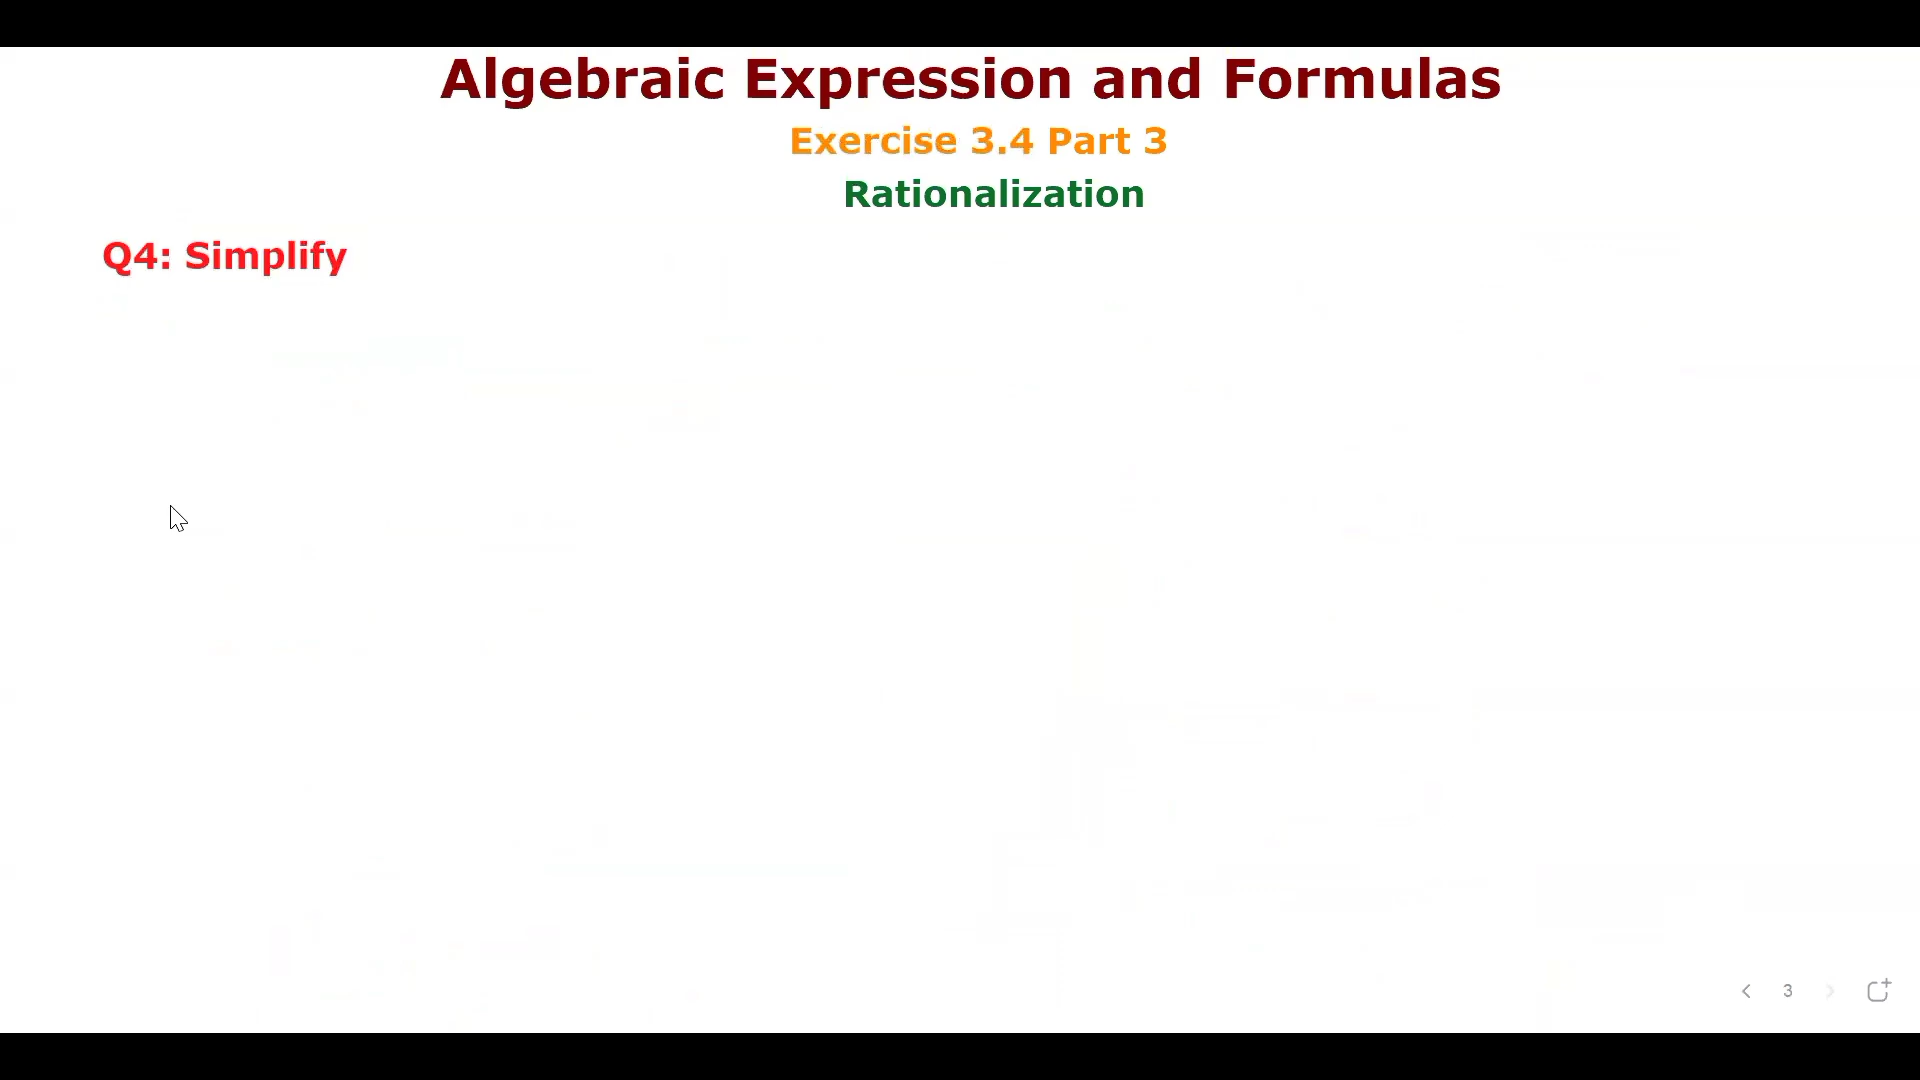 Algebraic Expression and Formulas
Exercise 3.4 Part 3
Rationalization
Q4: Simplify
3